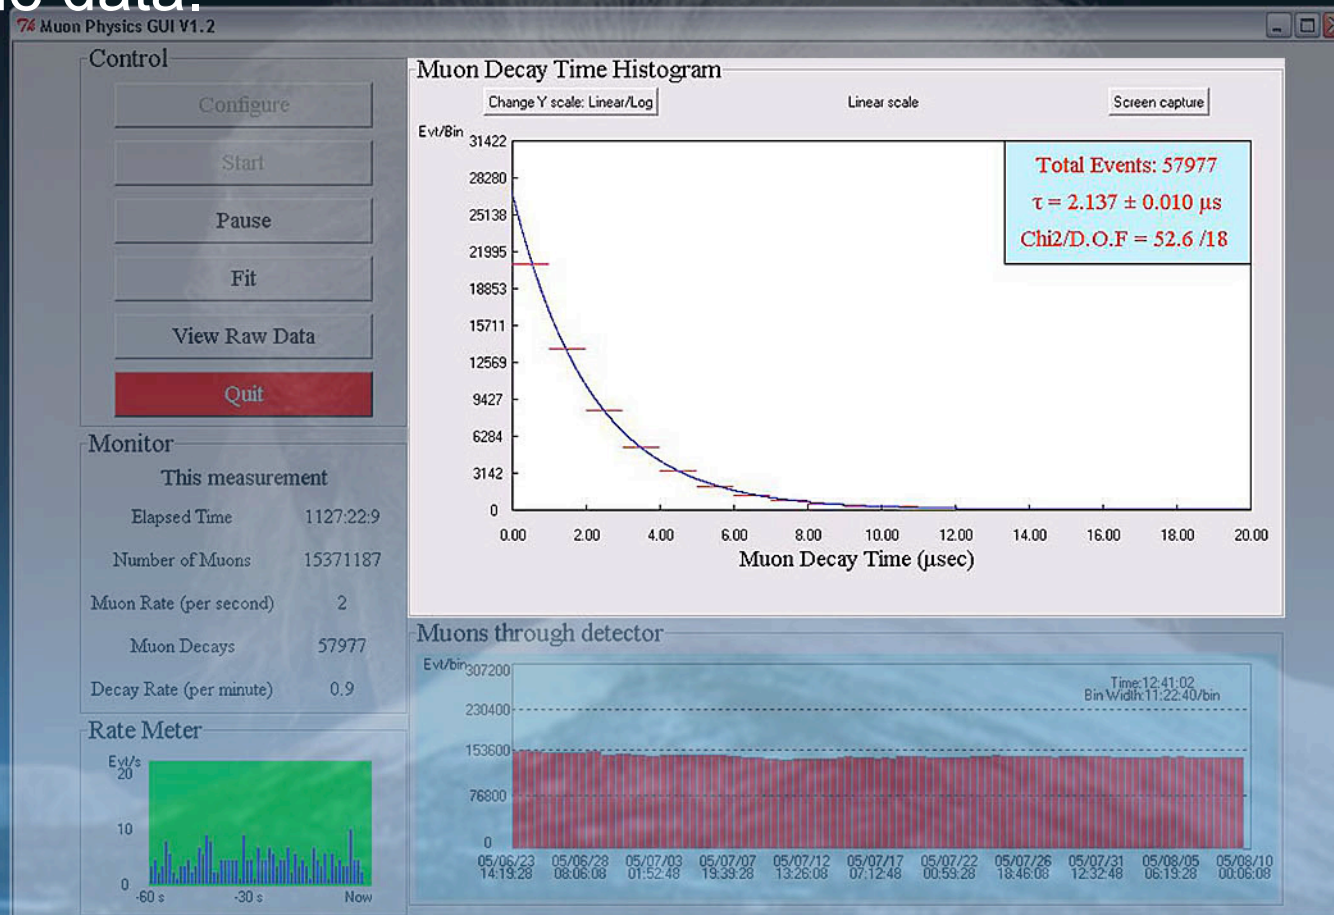 data.
Muon Physics GUI V1.2
Control
Configure
Start
Pause
Fit
View Raw Data
Quit
Monitor
This measurement
Elapsed Time 1127:22:9
Number of Muons 15371187
Muon Rate (per second) 2
Muon Decays 57977
Decay Rate (per minute) 0.9
Rate Meter
Evt/s
20
10
0
-60 s -30 s Now
Muon Decay Time Histogram
Change Y scale: Linear/Log Linear scale Screen capture
Evt/Bin
31422
28280
25138
21995
18853
15711
12569
9427
6284
3142
0
Total Events: 57977
τ = 2.137 ± 0.010 µs
Chi2/D.O.F = 52.6 /18
0.00 2.00 4.00 6.00 8.00 10.00 12.00 14.00 16.00 18.00 20.00
Muon Decay Time (µsec)
Muons through detector
Evt/bin
307200
230400
153600
76800
0
Time:12:41:02
Bin Width:11:22:40/bin
05/06/23 05/06/28 05/07/03 05/07/07 05/07/12 05/07/17 05/07/22 05/07/26 05/07/31 05/08/05 05/08/10
14:19:28 08:06:08 01:52:48 19:39:28 13:26:08 07:12:48 00:59:28 18:46:08 12:32:48 06:19:28 00:06:08